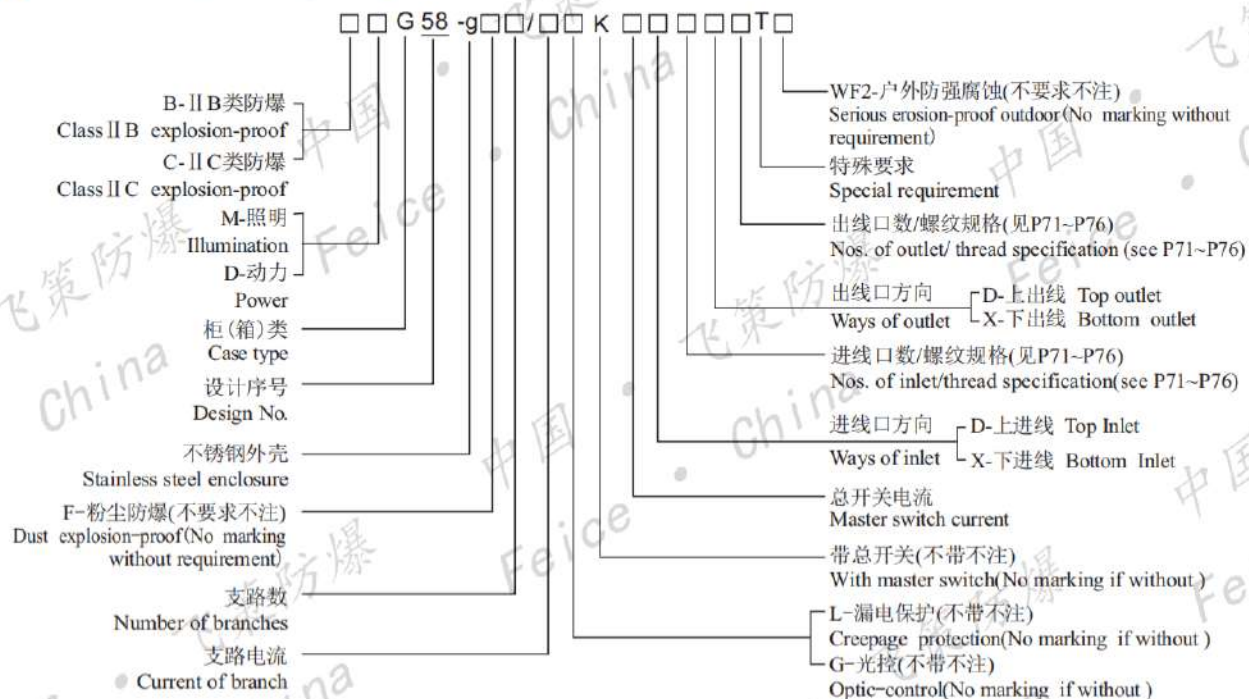 □□G58-g□□/□□K□□□□□T□
B-ⅡB类防爆
Class Ⅱ B explosion-proof
C-ⅡC类防爆
Class Ⅱ C explosion-proof
M-照明
Illumination
D-动力
Power
柜(箱)类
Case type
设计序号
Design No.
不锈钢外壳
Stainless steel enclosure
F-粉尘防爆(不要求不注)
Dust explosion-proof(No marking
without requirement)
支路数
Number of branches
支路电流
Current of branch
WF2-户外防强腐蚀(不要求不注)
Serious erosion-proof outdoor(No marking without
requirement)
特殊要求
Special requirement
出线口数/螺纹规格(见P71~P76)
Nos. of outlet/ thread specification (see P71~P76)
出线口方向
Ways of outlet
D-上出线 Top outlet
X-下出线 Bottom outlet
进线口数/螺纹规格(见P71~P76)
Nos. of inlet/thread specification(see P71~P76)
进线口方向
Ways of inlet
D-上进线 Top Inlet
X-下进线 Bottom Inlet
总开关电流
Master switch current
带总开关(不带不注)
With master switch(No marking if without )
L-漏电保护(不带不注)
Creepage protection(No marking if without )
G-光控(不带不注)
Optic-control(No marking if without )
飞策防爆 中国
Feice · China